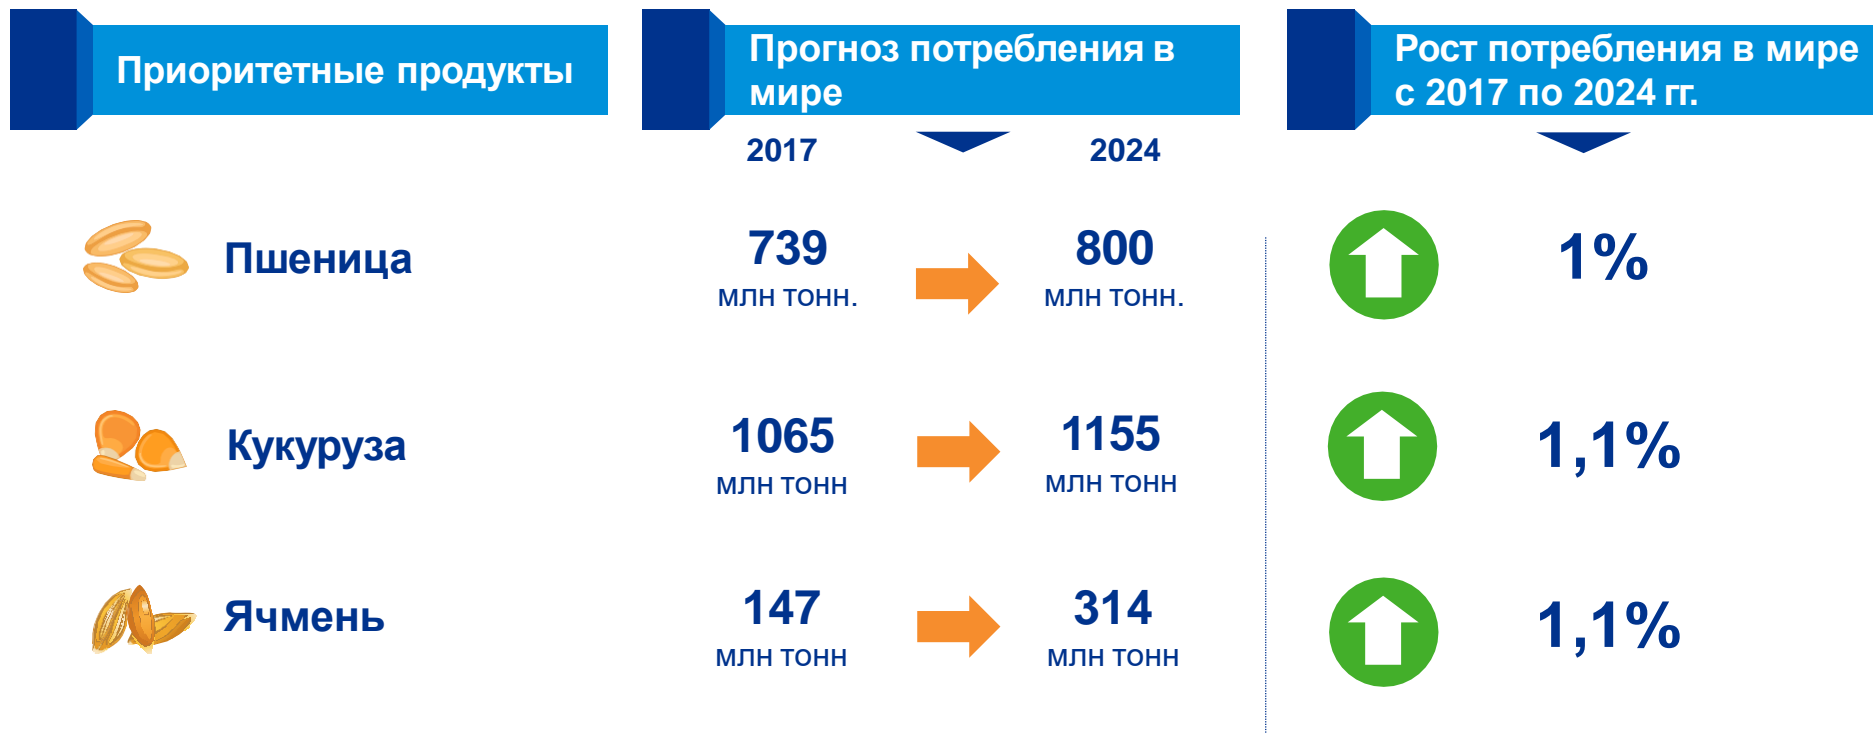 Приоритетные продукты
Прогноз потребления в
мире
Рост потребления в мире
с 2017 по 2024 гг.
2017
2024
Пшеница
739
млн тонн.
800
млн тонн.
1%
Кукуруза
1065
млн тонн
1155
млн тонн
1,1%
Ячмень
147
млн тонн
314
млн тонн
1,1%